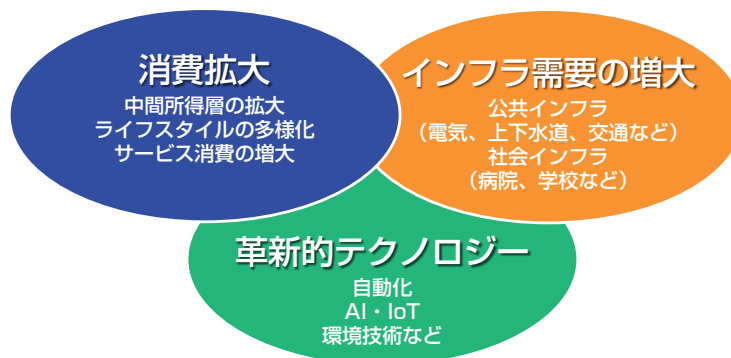 消費拡大
中間所得層の拡大
ライフスタイルの多様化
サービス消費の増大
インフラ需要の増大
公共インフラ
（電気、上下水道、交通など）
社会インフラ
（病院、学校など）
革新的テクノロジー
自動化
AI・IoT
環境技術など